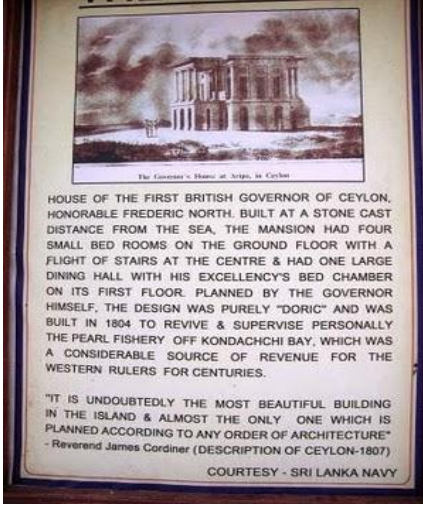 The Governor's House at Aripo, in Ceylon
HOUSE OF THE FIRST BRITISH GOVERNOR OF CEYLON,
HONORABLE FREDERIC NORTH. BUILT AT A STONE CAST
DISTANCE FROM THE SEA, THE MANSION HAD FOUR
SMALL BED ROOMS ON THE GROUND FLOOR WITH A
FLIGHT OF STAIRS AT THE CENTRE & HAD ONE LARGE
DINING HALL WITH HIS EXCELLENCY'S BED CHAMBER
ON ITS FIRST FLOOR. PLANNED BY THE GOVERNOR
HIMSELF, THE DESIGN WAS PURELY "DORIC" AND WAS
BUILT IN 1804 TO REVIVE & SUPERVISE PERSONALLY
THE PEARL FISHERY OFF KONDACHCHI BAY, WHICH WAS
A CONSIDERABLE SOURCE OF REVENUE FOR THE
WESTERN RULERS FOR CENTURIES.
"IT IS UNDOUBTEDLY THE MOST BEAUTIFUL BUILDING
IN THE ISLAND & ALMOST THE ONLY ONE WHICH IS
PLANNED ACCORDING TO ANY ORDER OF ARCHITECTURE"
- Reverend James Cordiner (DESCRIPTION OF CEYLON-1807)
COURTESY - SRI LANKA NAVY